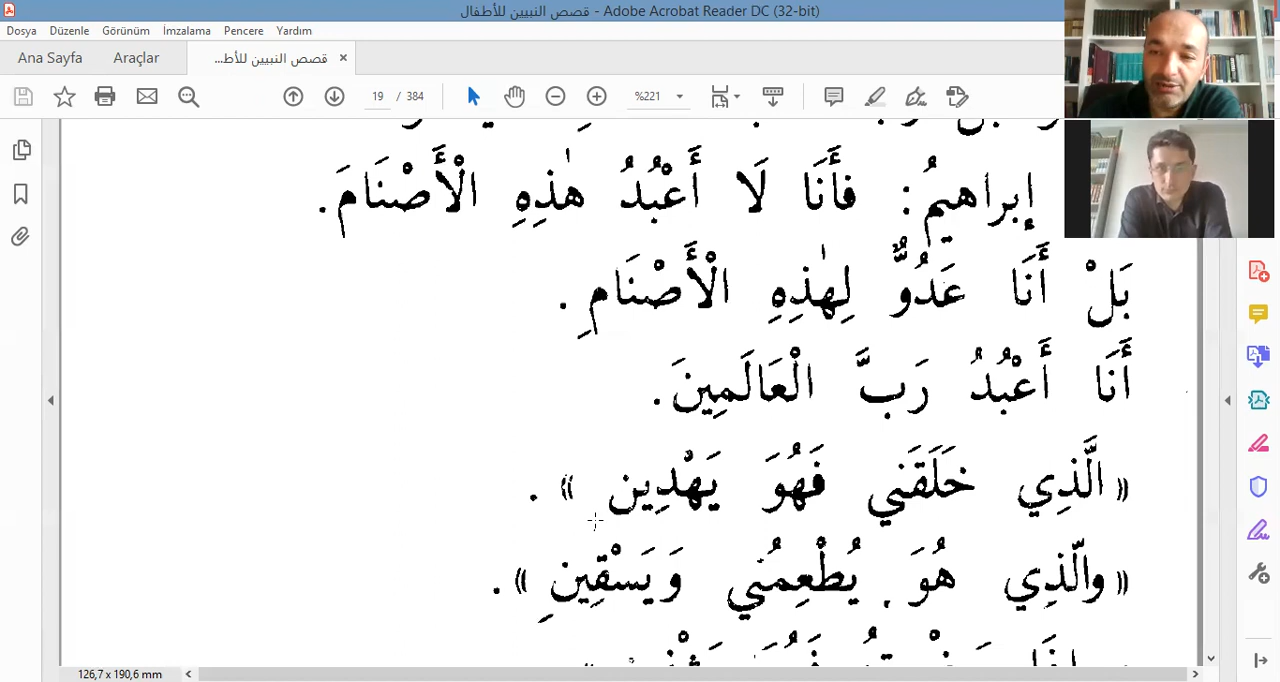 قصص النبيين للأطفال - Adobe Acrobat Reader DC (32-bit)
Dosya Düzenle Görünüm İmzalama Pencere Yardım
Ana Sayfa Araçlar قصص النبيين للأط... ×
19 / 384 %221
إبراهيمُ: فأَنَا لَا أَعْبُدُ هٰذِهِ الْأَصْنَامَ.
بَلْ أَنَا عَدُوٌّ لِهٰذِهِ الْأَصْنَامِ.
أَنَا أَعْبُدُ رَبَّ الْعَالَمِينَ.
«الَّذِي خَلَقَني فَهُوَ يَهْدِين».
«والّذِي هُوَ يُطْعِمُني وَيَسْقِينِ».
126,7 x 190,6 mm